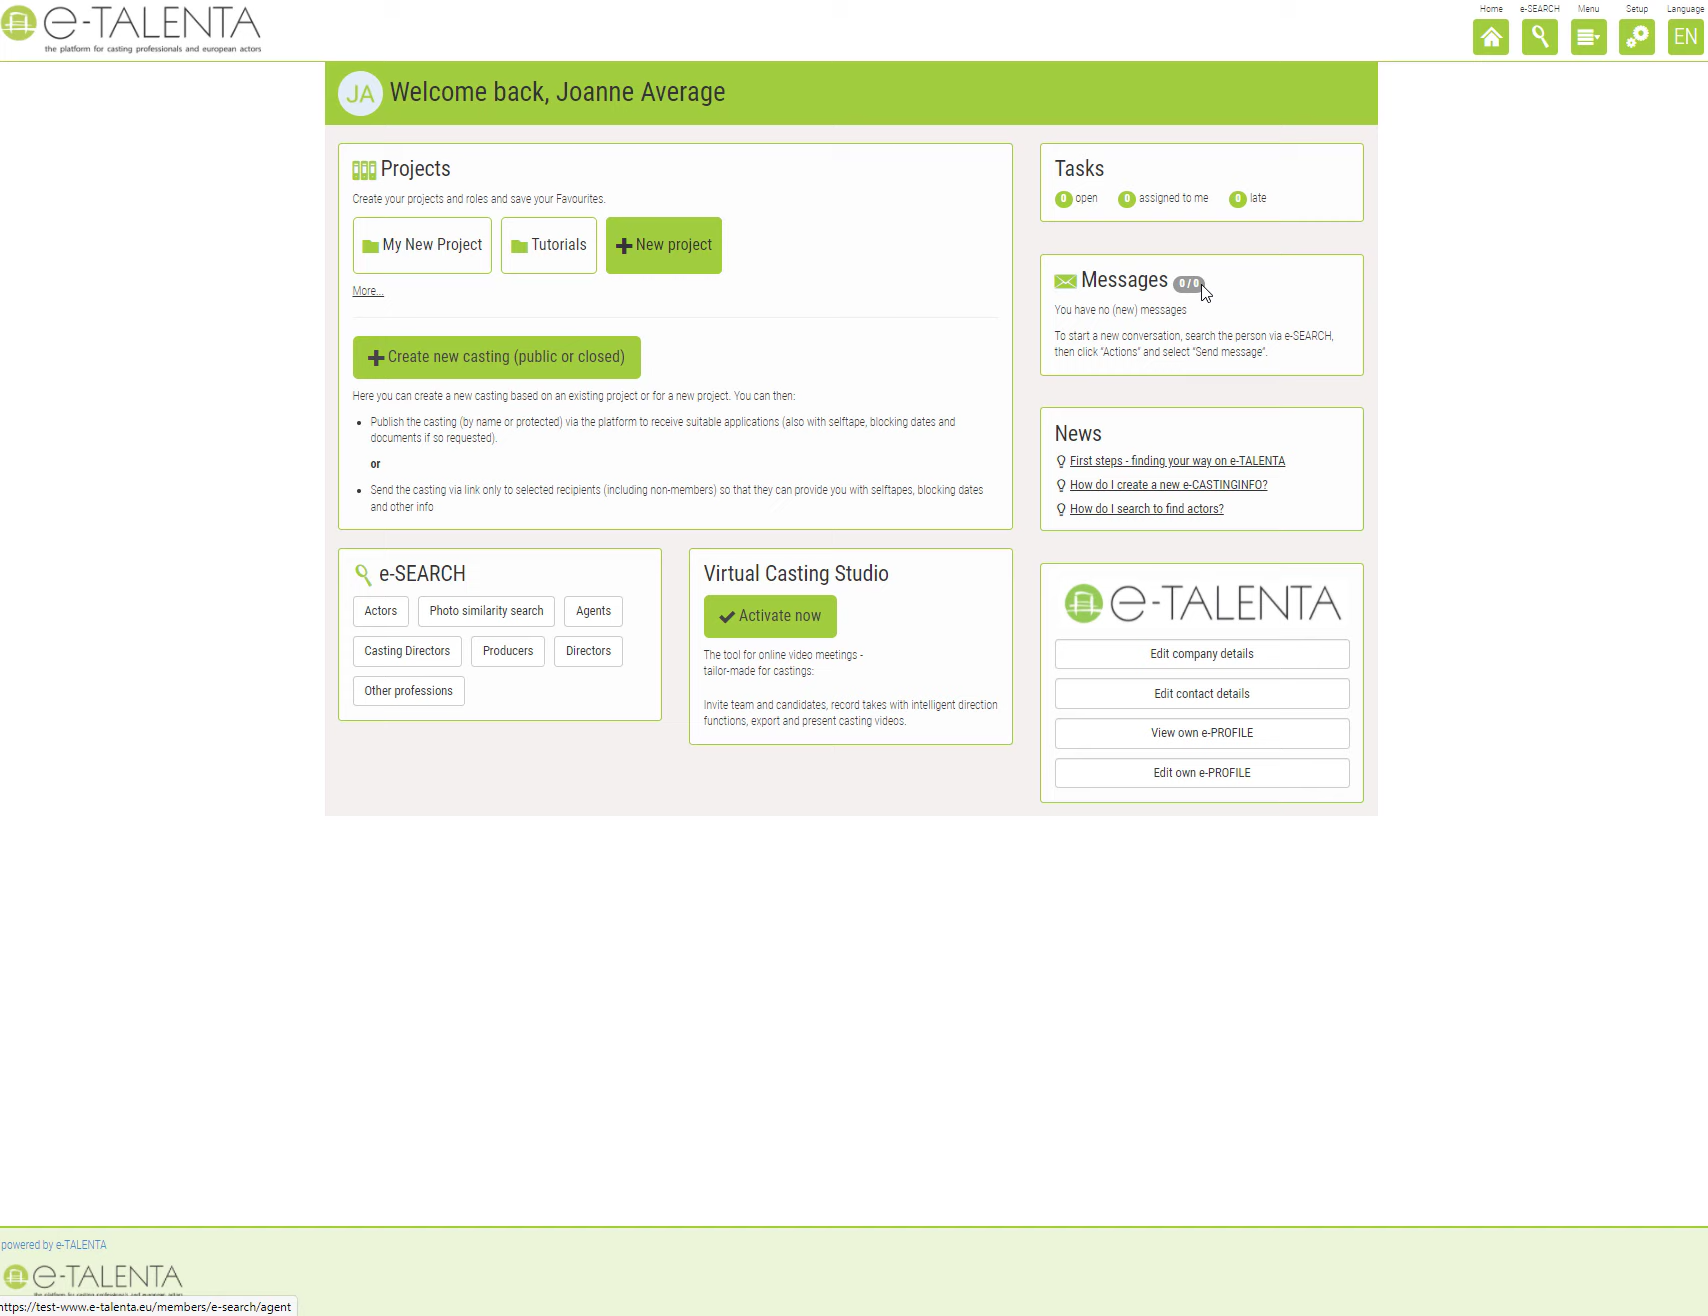 e-TALENTA
the platform for casting professionals and european actors
Home e-SEARCH Menu Setup Language
EN
JA Welcome back, Joanne Average
Projects
Create your projects and roles and save your Favourites.
My New Project Tutorials New project
More...
Create new casting (public or closed)
Here you can create a new casting based on an existing project or for a new project. You can then:
• Publish the casting (by name or protected) via the platform to receive suitable applications (also with selftape, blocking dates and
documents if so requested).
or
• Send the casting via link only to selected recipients (including non-members) so that they can provide you with selftapes, blocking dates
and other info
Tasks
0 open 0 assigned to me 0 late
Messages 0 / 0
You have no (new) messages
To start a new conversation, search the person via e-SEARCH,
then click "Actions" and select "Send message".
News
First steps - finding your way on e-TALENTA
How do I create a new e-CASTINGINFO?
How do I search to find actors?
e-SEARCH
Actors Photo similarity search Agents
Casting Directors Producers Directors
Other professions
Virtual Casting Studio
Activate now
The tool for online video meetings -
tailor-made for castings:
Invite team and candidates, record takes with intelligent direction
functions, export and present casting videos.
e-TALENTA
Edit company details
Edit contact details
View own e-PROFILE
Edit own e-PROFILE
powered by e-TALENTA
e-TALENTA
the platform for casting professionals and european actors
https://test-www.e-talenta.eu/members/e-search/agent